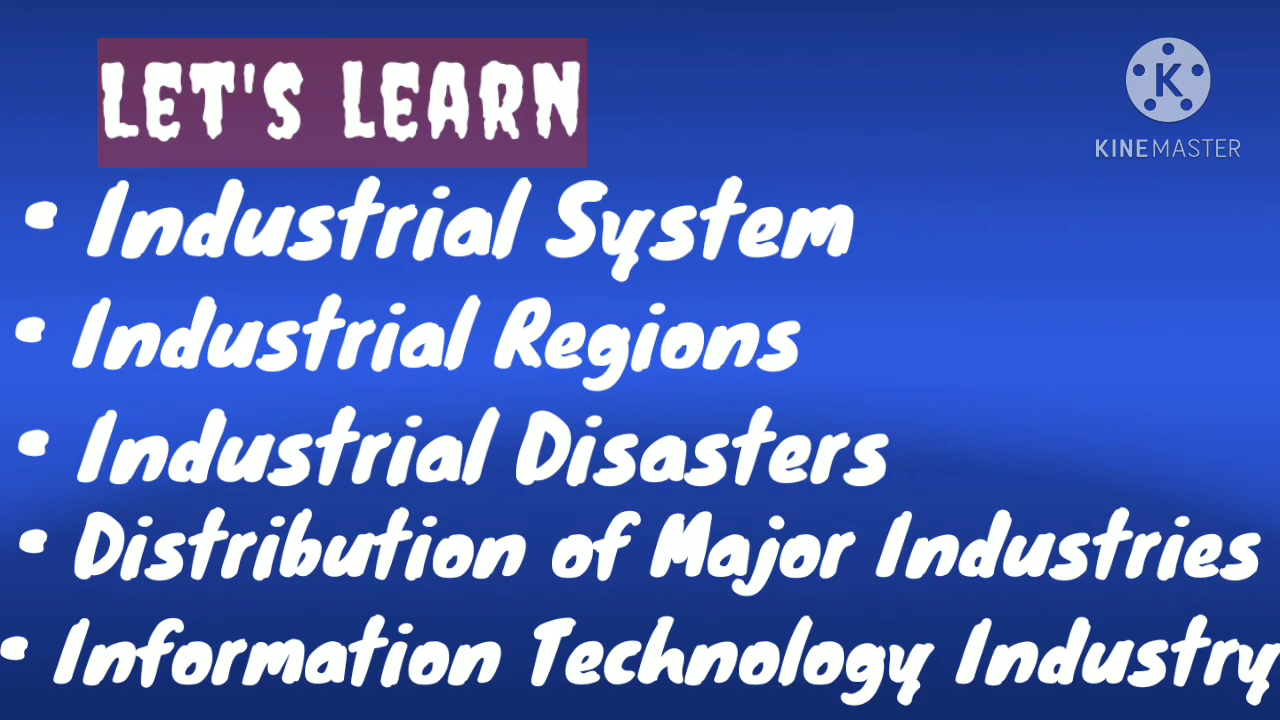 LET'S LEARN
K
KINEMASTER
• Industrial System
• Industrial Regions
• Industrial Disasters
• Distribution of Major Industries
• Information Technology Industry